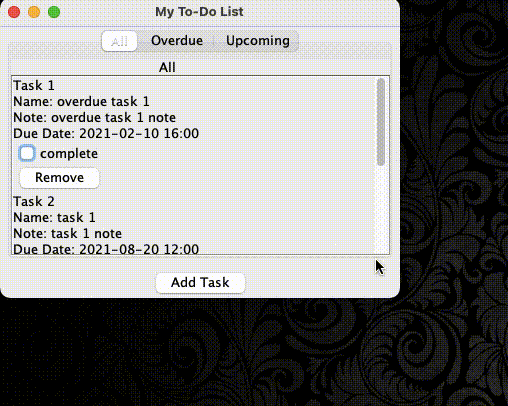 My To-Do List
All Overdue Upcoming
All
Task 1
Name: overdue task 1
Note: overdue task 1 note
Due Date: 2021-02-10 16:00
complete
Remove
Task 2
Name: task 1
Note: task 1 note
Due Date: 2021-08-20 12:00
Add Task